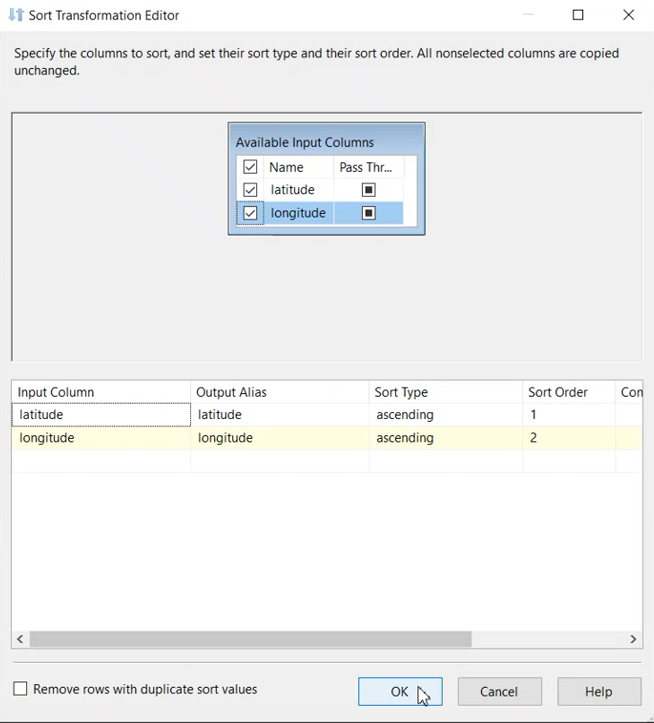 Sort Transformation Editor
Specify the columns to sort, and set their sort type and their sort order. All nonselected columns are copied
unchanged.
Available Input Columns
Name Pass Thr...
latitude
longitude
Input Column Output Alias Sort Type Sort Order Con
latitude latitude ascending 1
longitude longitude ascending 2
Remove rows with duplicate sort values OK Cancel Help